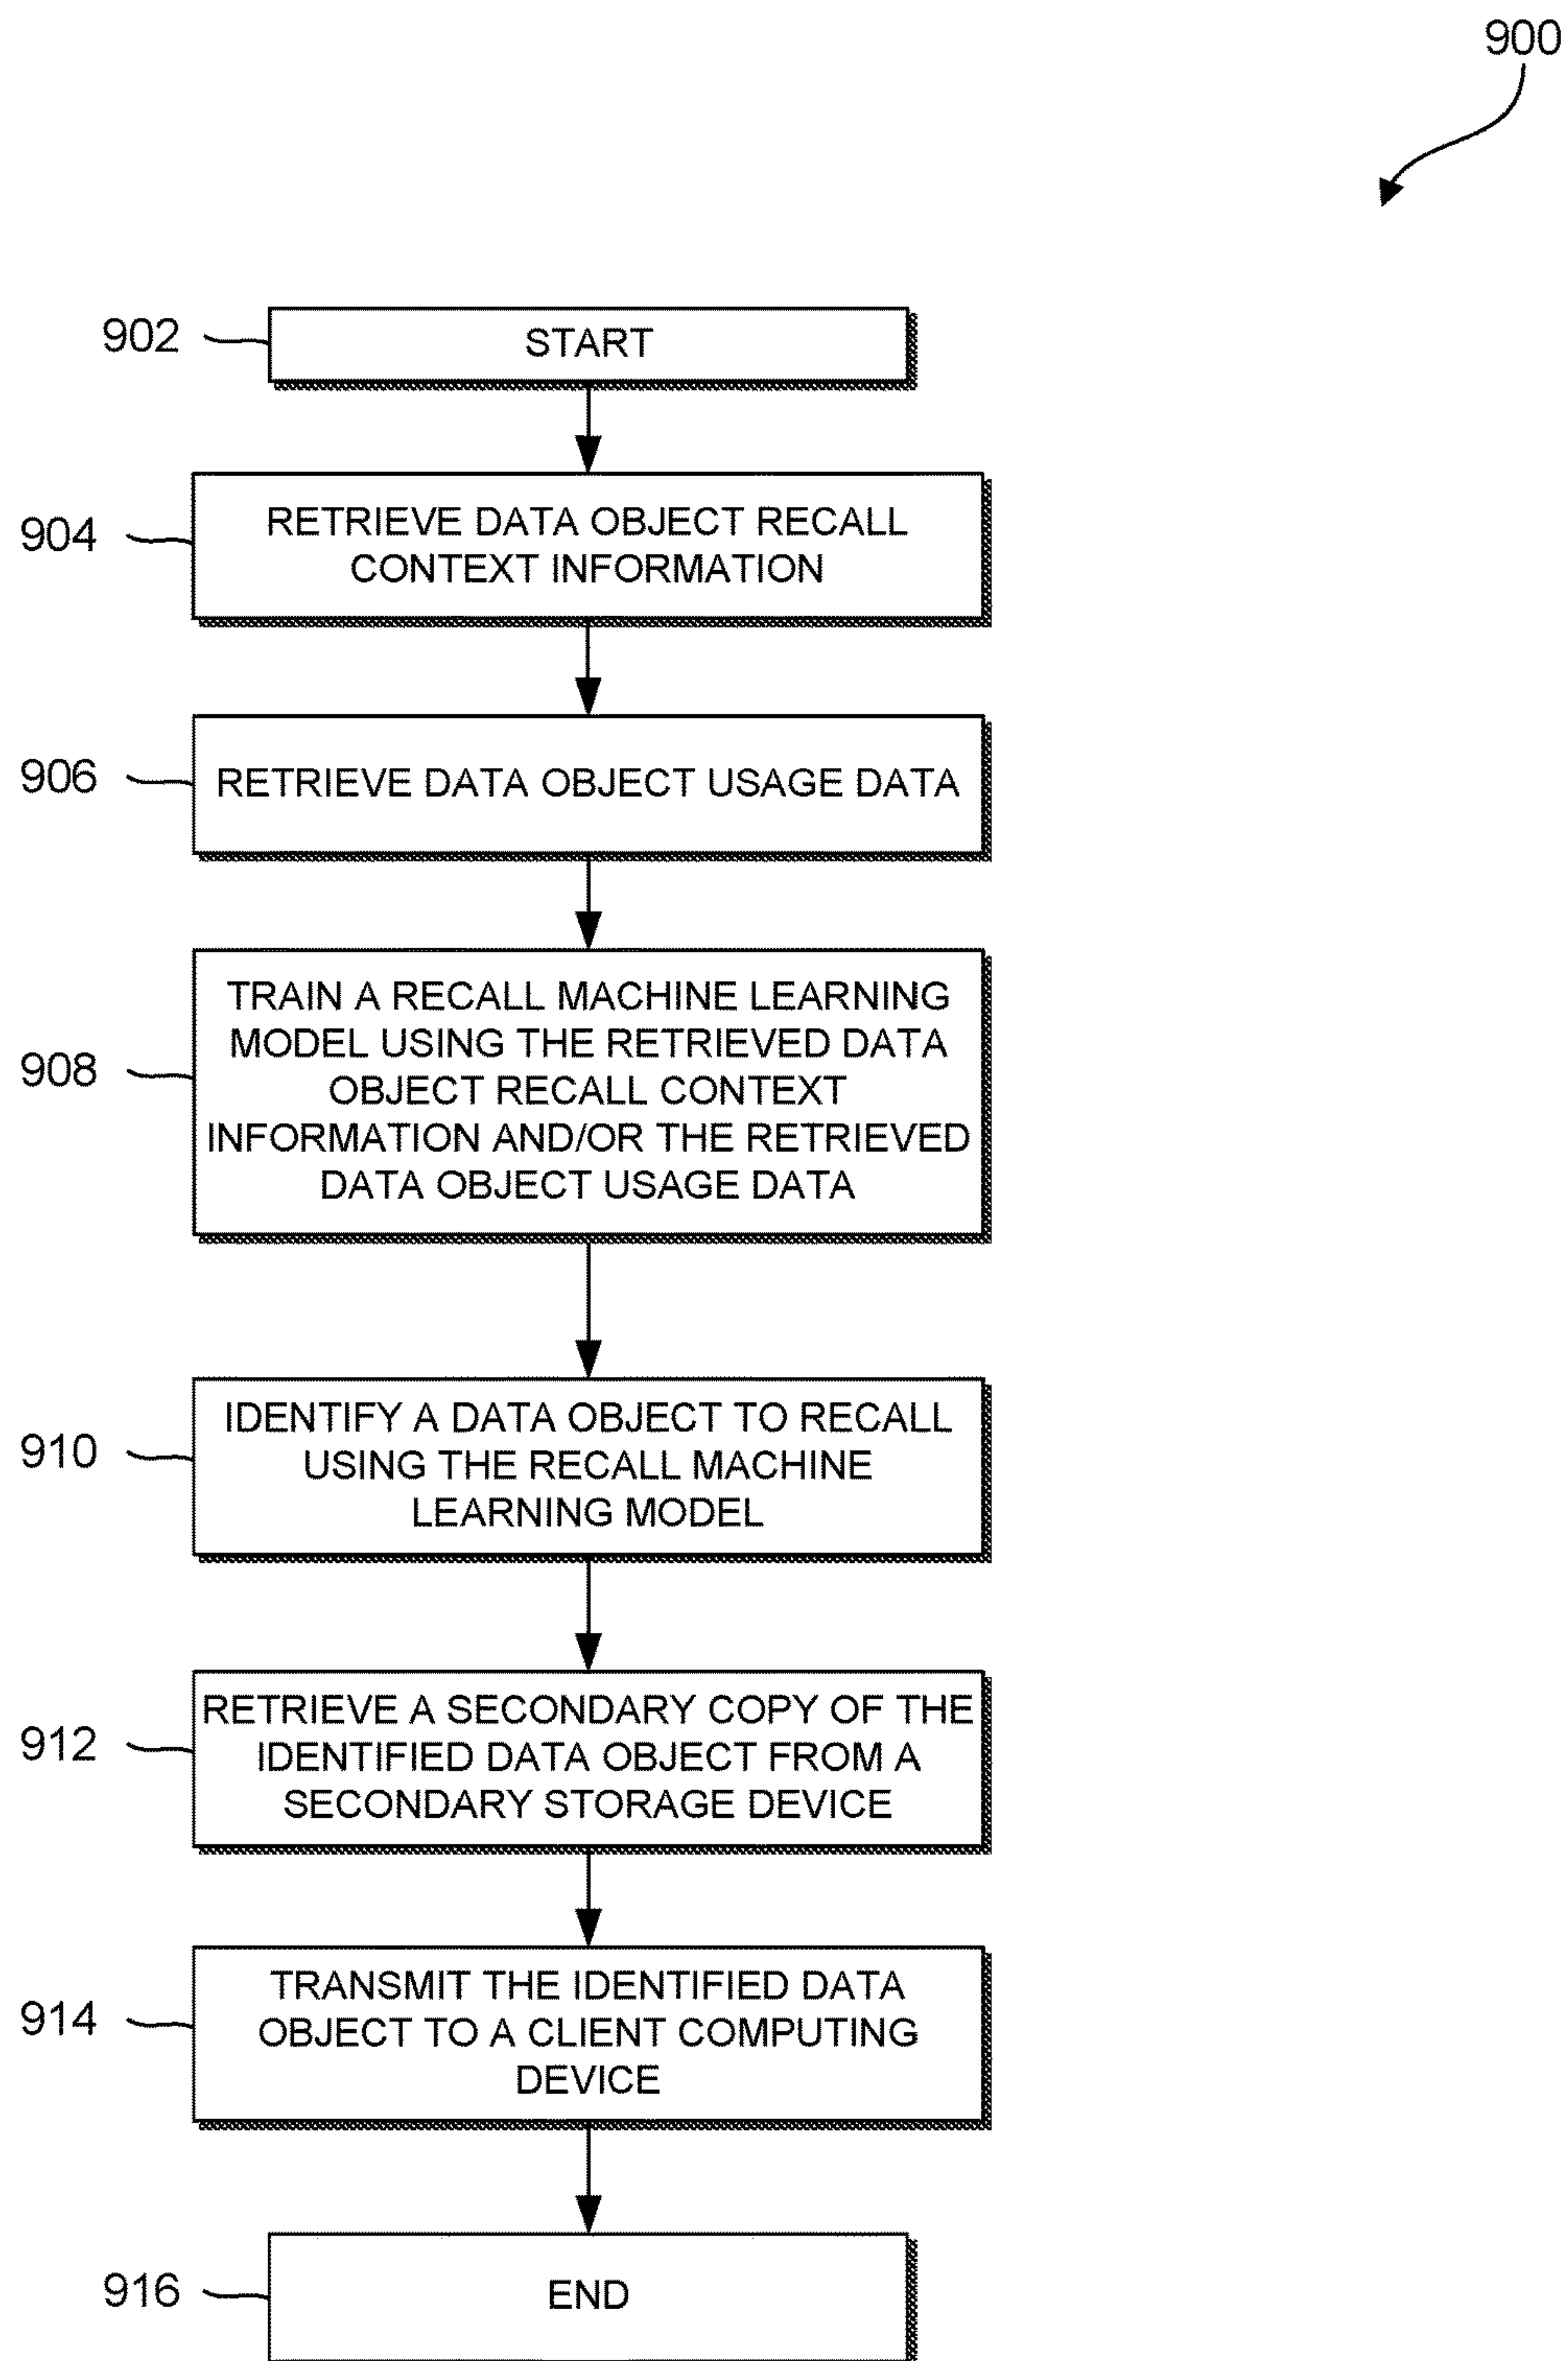 900
902
START
904
RETRIEVE DATA OBJECT RECALL
CONTEXT INFORMATION
906
RETRIEVE DATA OBJECT USAGE DATA
908
TRAIN A RECALL MACHINE LEARNING
MODEL USING THE RETRIEVED DATA
OBJECT RECALL CONTEXT
INFORMATION AND/OR THE RETRIEVED
DATA OBJECT USAGE DATA
910
IDENTIFY A DATA OBJECT TO RECALL
USING THE RECALL MACHINE
LEARNING MODEL
912
RETRIEVE A SECONDARY COPY OF THE
IDENTIFIED DATA OBJECT FROM A
SECONDARY STORAGE DEVICE
914
TRANSMIT THE IDENTIFIED DATA
OBJECT TO A CLIENT COMPUTING
DEVICE
916
END